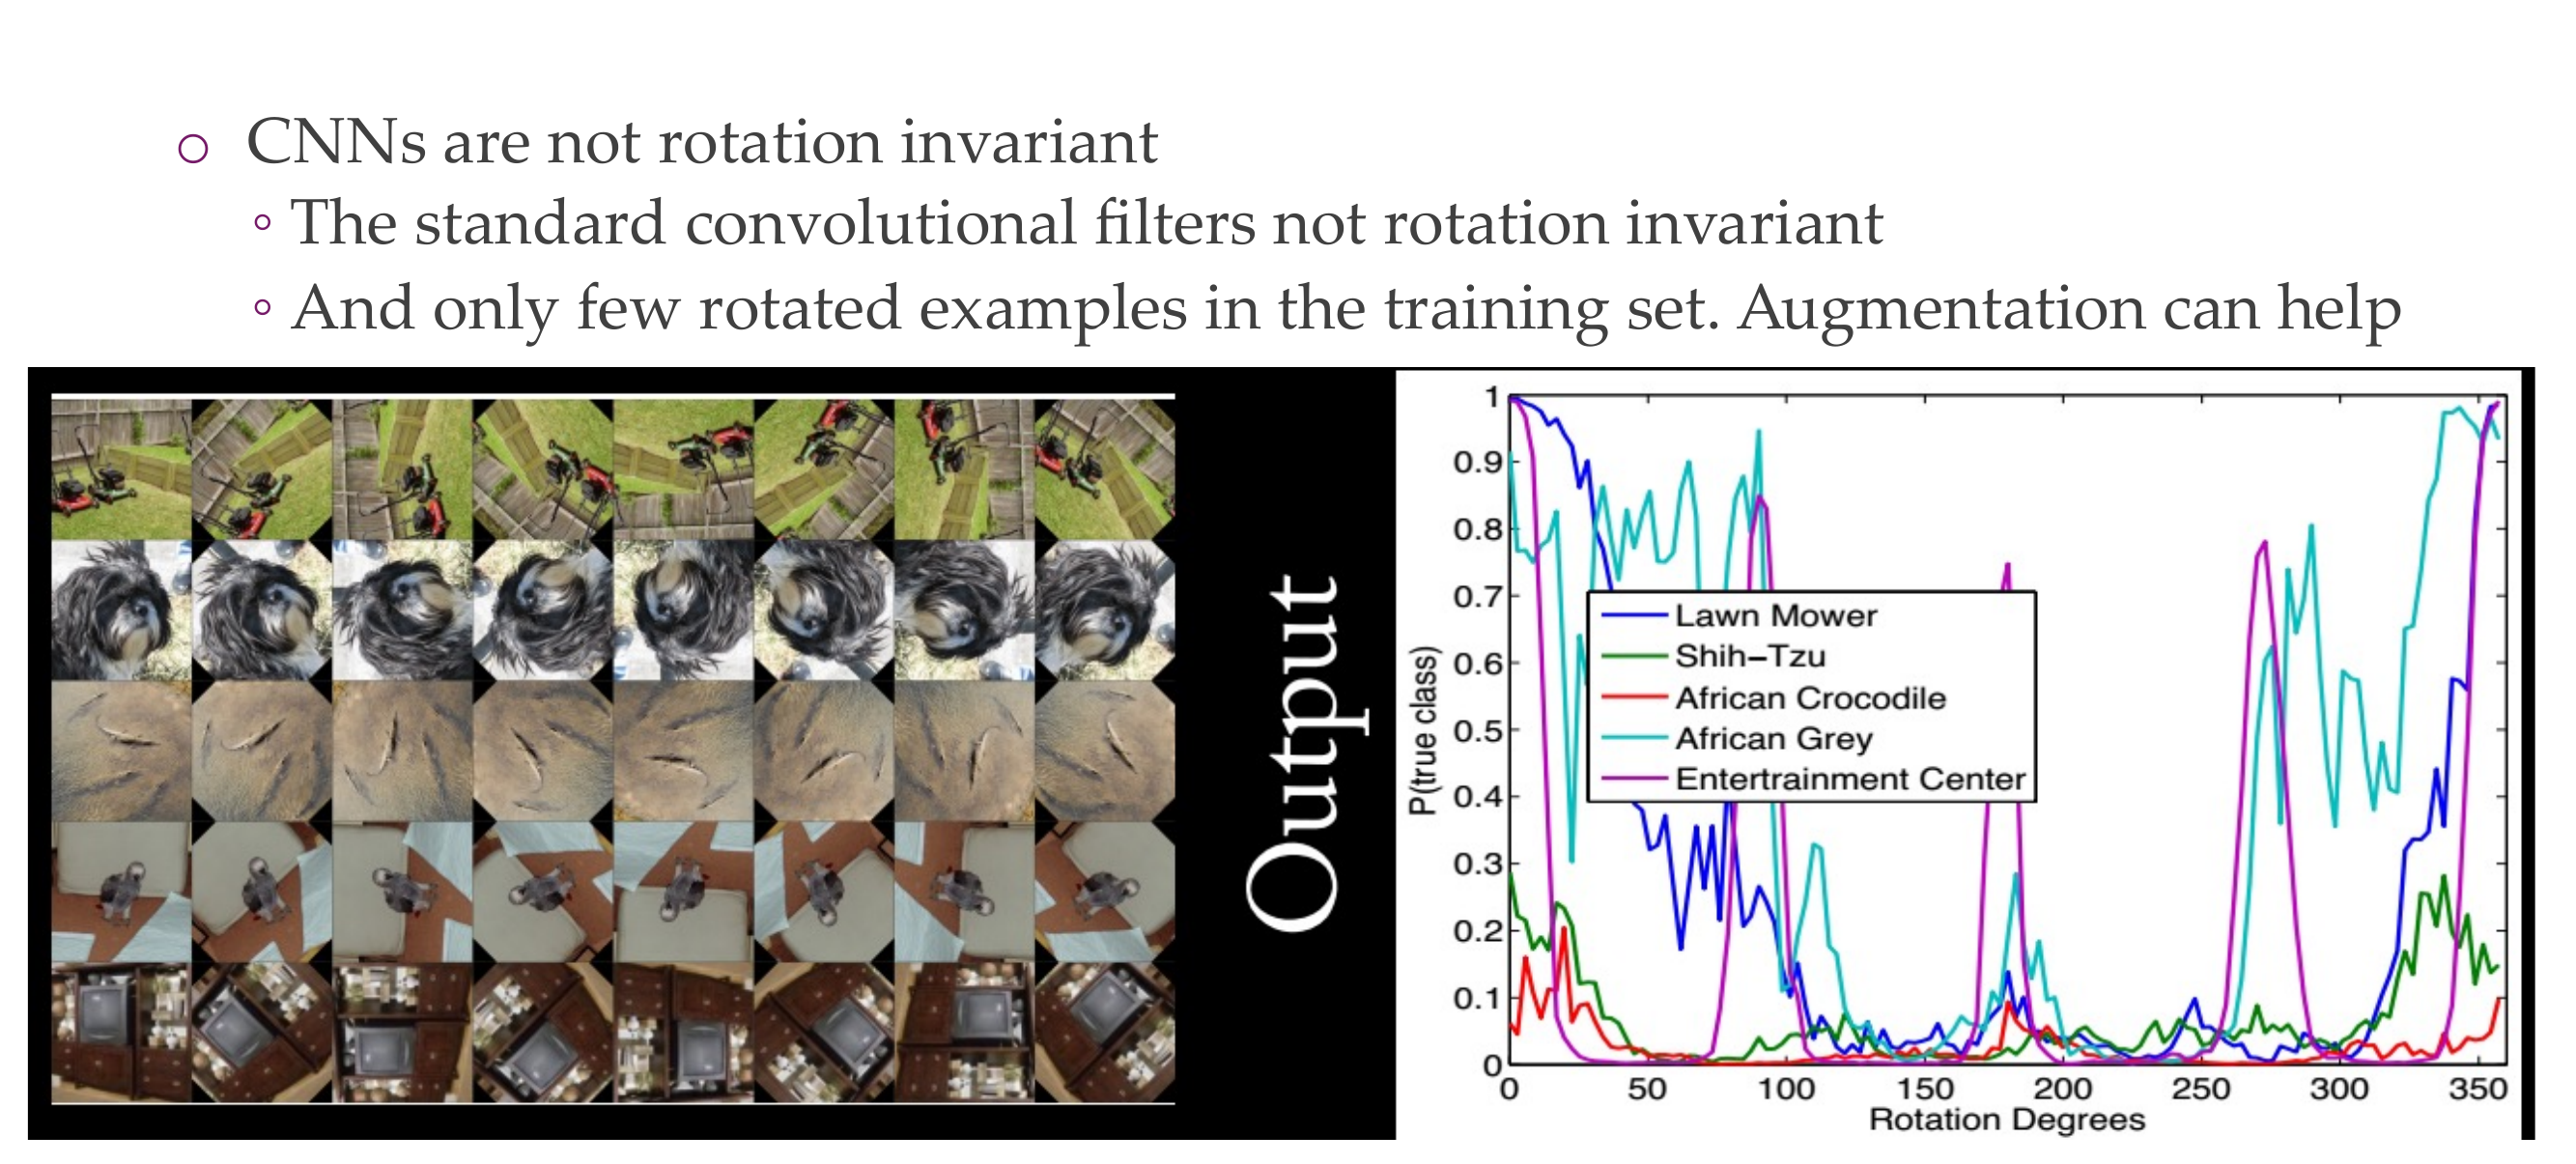 CNNs are not rotation invariant
The standard convolutional filters not rotation invariant
And only few rotated examples in the training set. Augmentation can help
Output
P(true class)
1
0.9
0.8
0.7
0.6
0.5
0.4
0.3
0.2
0.1
0
Lawn Mower
Shih–Tzu
African Crocodile
African Grey
Entertrainment Center
0 50 100 150 200 250 300 350
Rotation Degrees